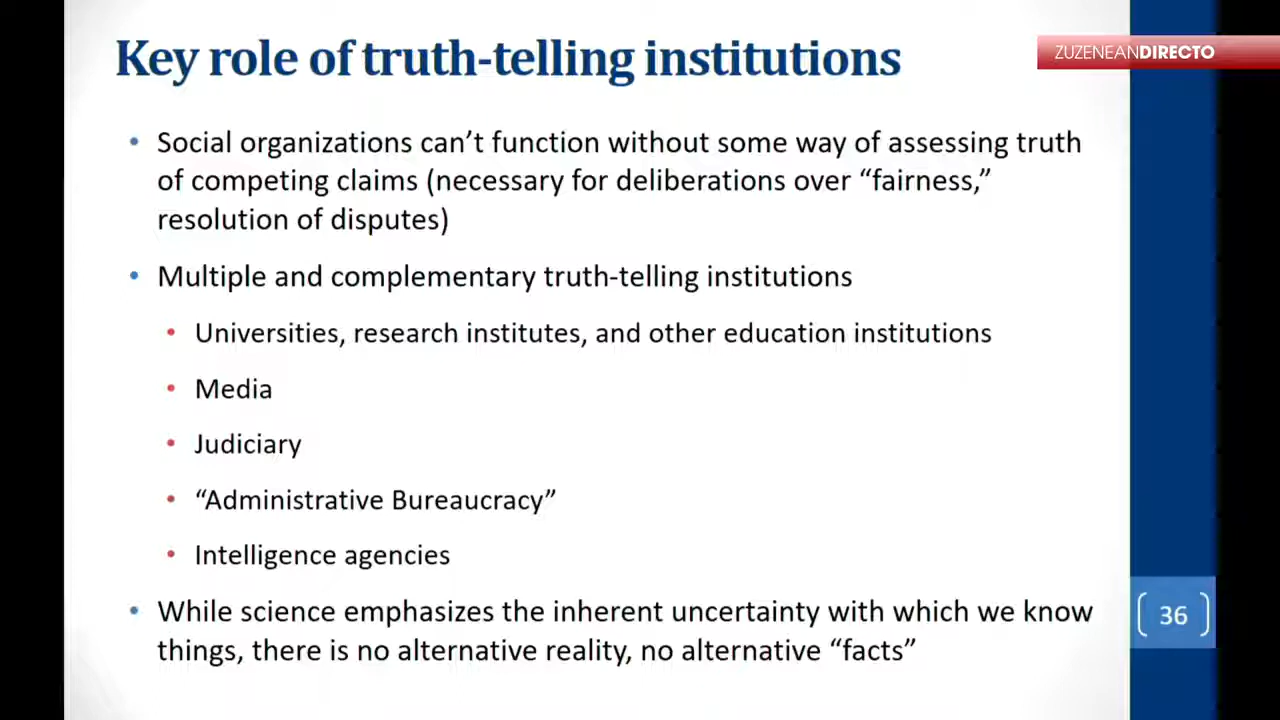 Key role of truth-telling institutions
ZUZENEANDIRECTO
• Social organizations can’t function without some way of assessing truth
of competing claims (necessary for deliberations over “fairness,”
resolution of disputes)
• Multiple and complementary truth-telling institutions
• Universities, research institutes, and other education institutions
• Media
• Judiciary
• “Administrative Bureaucracy”
• Intelligence agencies
• While science emphasizes the inherent uncertainty with which we know
things, there is no alternative reality, no alternative “facts”
36